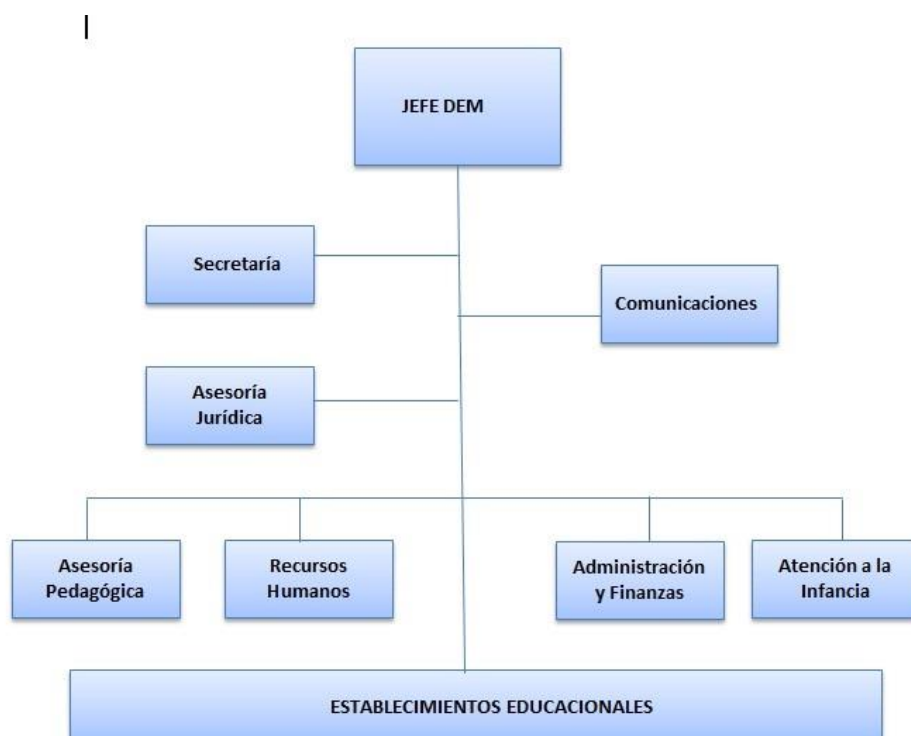 JEFE DEM
Secretaría
Comunicaciones
Asesoría
Jurídica
Asesoría
Pedagógica
Recursos
Humanos
Administración
y Finanzas
Atención a la
Infancia
ESTABLECIMIENTOS EDUCACIONALES